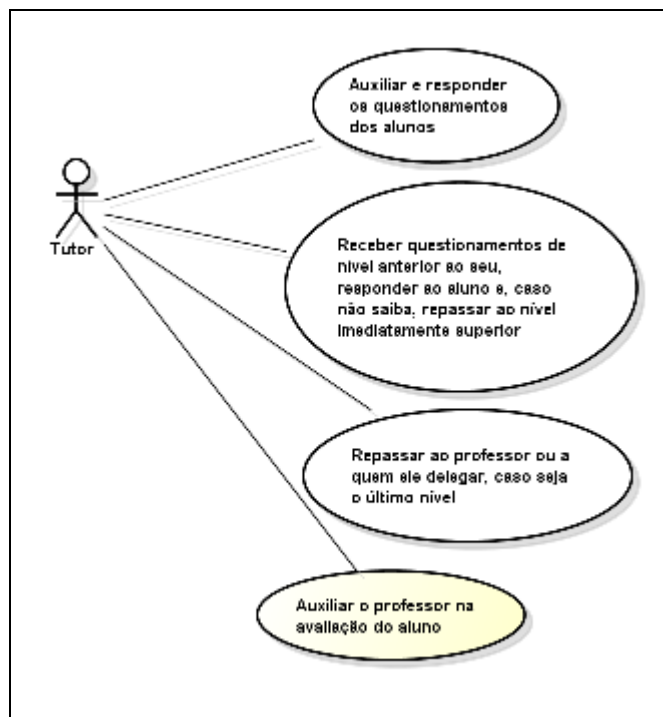 Auxiliar e responder
os questionamentos
dos alunos
Tutor
Receber questionamentos de
nível anterior ao seu,
responder ao aluno e, caso
não saiba, repassar ao nível
imediatamente superior
Repassar ao professor ou a
quem ele delegar, caso seja
o último nível
Auxiliar o professor na
avaliação do aluno